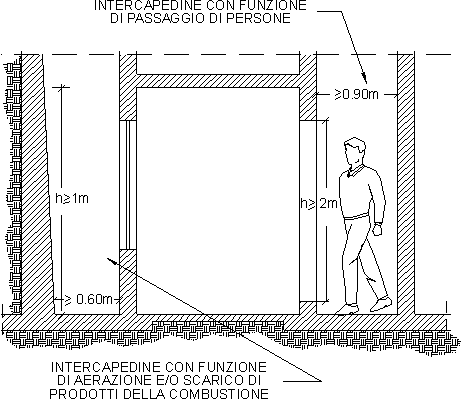 INTERCAPEDINE CON FUNZIONE
DI PASSAGGIO DI PERSONE
≥0.90m
h≥1m
h≥2m
≥ 0.60m
INTERCAPEDINE CON FUNZIONE
DI AERAZIONE E/O SCARICO DI
PRODOTTI DELLA COMBUSTIONE